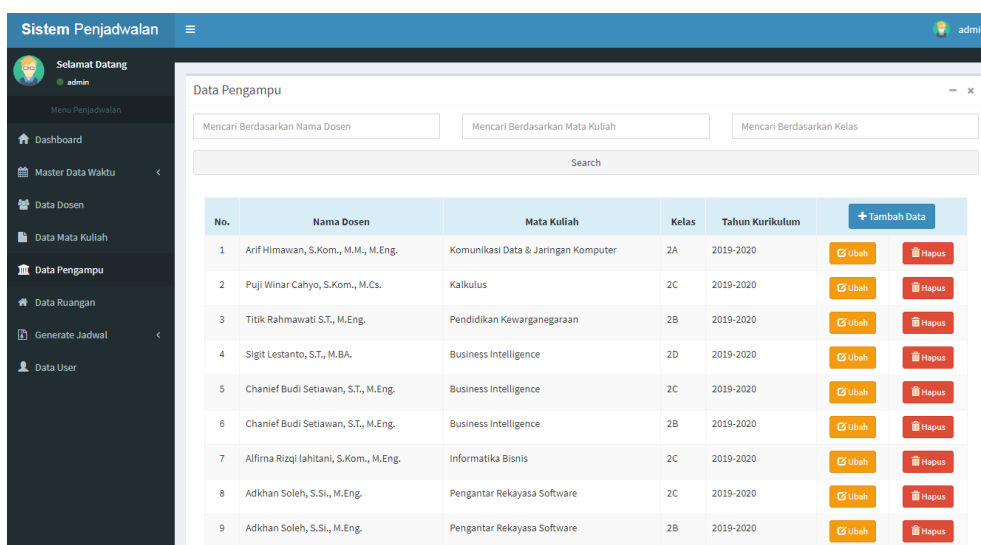 Sistem Penjadwalan
Selamat Datang
admin
Menu Penjadwalan
Dashboard
Master Data Waktu
Data Dosen
Data Mata Kuliah
Data Pengampu
Data Ruangan
Generate Jadwal
Data User
admi
Data Pengampu
Mencari Berdasarkan Nama Dosen Mencari Berdasarkan Mata Kuliah Mencari Berdasarkan Kelas
Search
No. Nama Dosen Mata Kuliah Kelas Tahun Kurikulum Tambah Data
1 Arif Himawan, S.Kom., M.M., M.Eng. Komunikasi Data & Jaringan Komputer 2A 2019-2020 Ubah Hapus
2 Puji Winar Cahyo, S.Kom., M.Cs. Kalkulus 2C 2019-2020 Ubah Hapus
3 Titik Rahmawati S.T., M.Eng. Pendidikan Kewarganegaraan 2B 2019-2020 Ubah Hapus
4 Sigit Lestanto, S.T., M.BA. Business Intelligence 2D 2019-2020 Ubah Hapus
5 Chanief Budi Setiawan, S.T., M.Eng. Business Intelligence 2C 2019-2020 Ubah Hapus
6 Chanief Budi Setiawan, S.T., M.Eng. Business Intelligence 2B 2019-2020 Ubah Hapus
7 Alfirna Rizqi lahitani, S.Kom., M.Eng. Informatika Bisnis 2C 2019-2020 Ubah Hapus
8 Adkhan Soleh, S.Si., M.Eng. Pengantar Rekayasa Software 2C 2019-2020 Ubah Hapus
9 Adkhan Soleh, S.Si., M.Eng. Pengantar Rekayasa Software 2B 2019-2020 Ubah Hapus